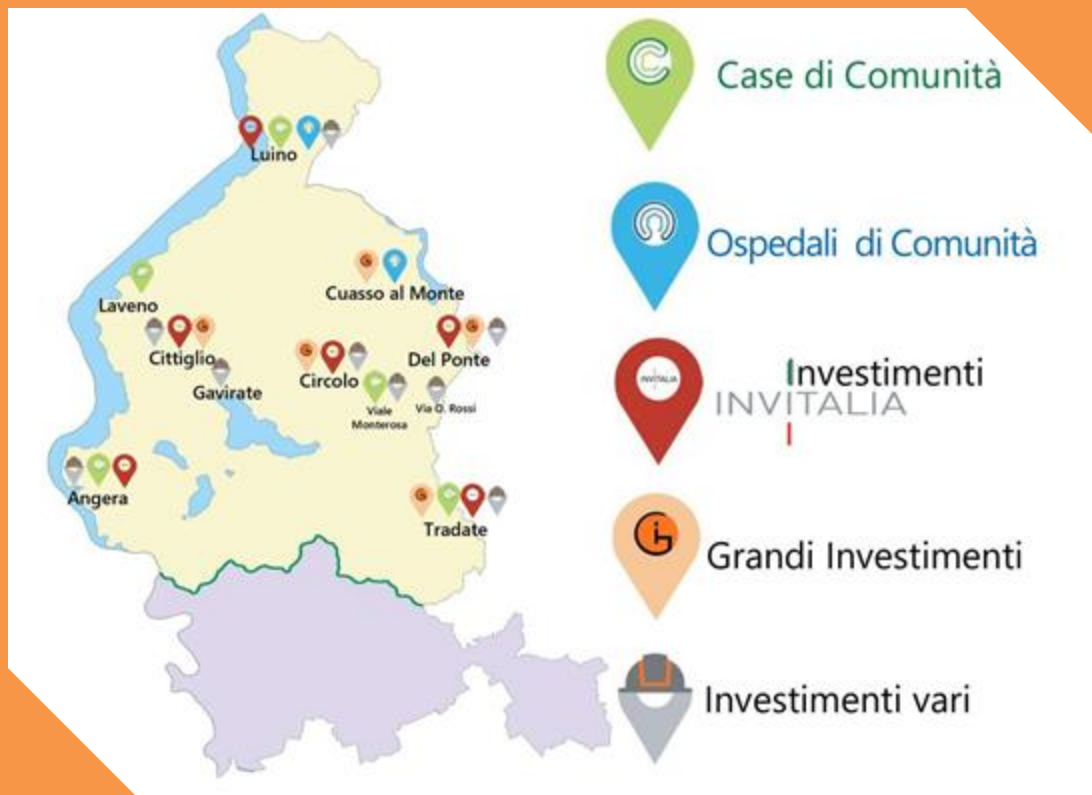 Case di Comunità
Luino
Ospedali di Comunità
Cuasso al Monte
Laveno
Cittiglio
Del Ponte
Circolo
Gavirate
Viale
Monterosa
Via O. Rossi
INVITALIA
Investimenti
INVITALIA
Angera
Tradate
Grandi Investimenti
Investimenti vari